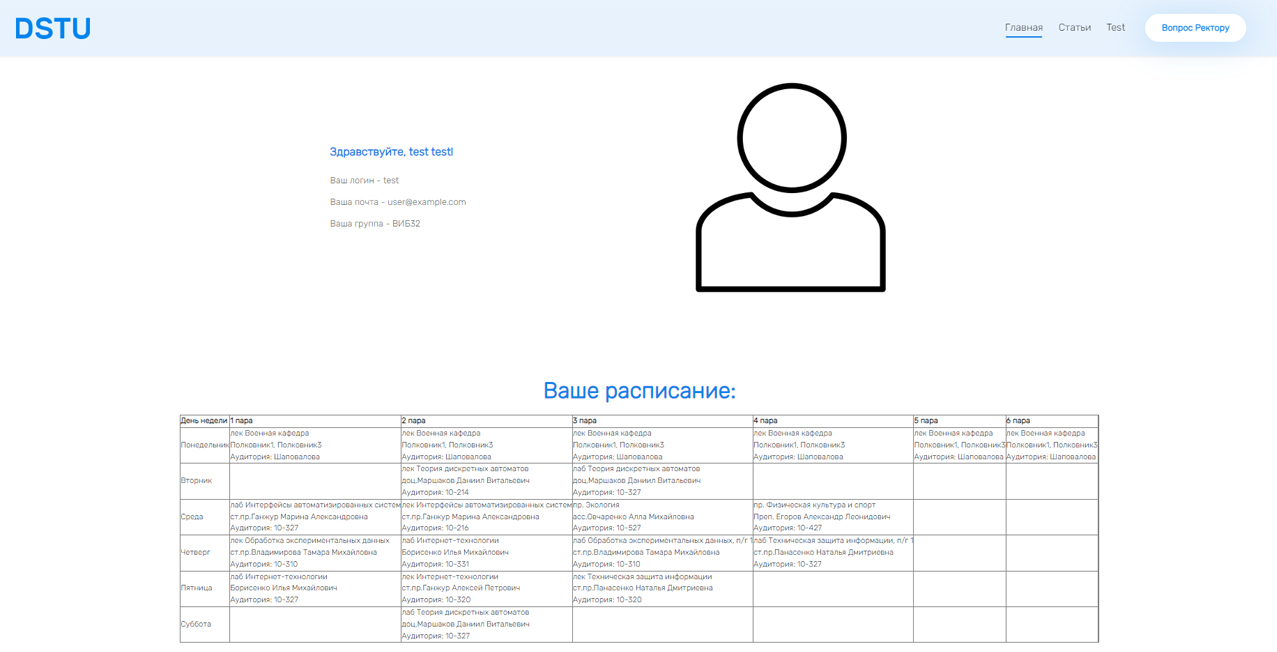 DSTU
Главная Статьи Test Вопрос Ректору
Здравствуйте, test test!
Ваш логин - test
Ваша почта - user@example.com
Ваша группа - ВИБ32
Ваше расписание:
День недели 1 пара 2 пара 3 пара 4 пара 5 пара 6 пара
Понедельник
лек Военная кафедра
Полковник1, Полковник3
Аудитория: Шаповалова
лек Военная кафедра
Полковник1, Полковник3
Аудитория: Шаповалова
лек Военная кафедра
Полковник1, Полковник3
Аудитория: Шаповалова
лек Военная кафедра
Полковник1, Полковник3
Аудитория: Шаповалова
лек Военная кафедра
Полковник1, Полковник3
Аудитория: Шаповалова
лек Военная кафедра
Полковник1, Полковник3
Аудитория: Шаповалова
Вторник
лек Теория дискретных автоматов
доц.Маршаков Даниил Витальевич
Аудитория: 10-214
лаб Теория дискретных автоматов
доц.Маршаков Даниил Витальевич
Аудитория: 10-327
Среда
лаб Интерфейсы автоматизированных систем
ст.пр.Ганжур Марина Александровна
Аудитория: 10-327
лек Интерфейсы автоматизированных систем
ст.пр.Ганжур Марина Александровна
Аудитория: 10-216
пр. Экология
асс.Овчаренко Алла Михайловна
Аудитория: 10-527
пр. Физическая культура и спорт
Преп. Егоров Александр Леонидович
Аудитория: 10-427
Четверг
лек Обработка экспериментальных данных
ст.пр.Владимирова Тамара Михайловна
Аудитория: 10-310
лаб Интернет-технологии
Борисенко Илья Михайлович
Аудитория: 10-331
лаб Обработка экспериментальных данных, п/г 1
ст.пр.Владимирова Тамара Михайловна
Аудитория: 10-310
лаб Техническая защита информации, п/г 1
ст.пр.Панасенко Наталья Дмитриевна
Аудитория: 10-327
Пятница
лаб Интернет-технологии
Борисенко Илья Михайлович
Аудитория: 10-327
лек Интернет-технологии
ст.пр.Ганжур Алексей Петрович
Аудитория: 10-320
лек Техническая защита информации
ст.пр.Панасенко Наталья Дмитриевна
Аудитория: 10-320
Суббота
лаб Теория дискретных автоматов
доц.Маршаков Даниил Витальевич
Аудитория: 10-327